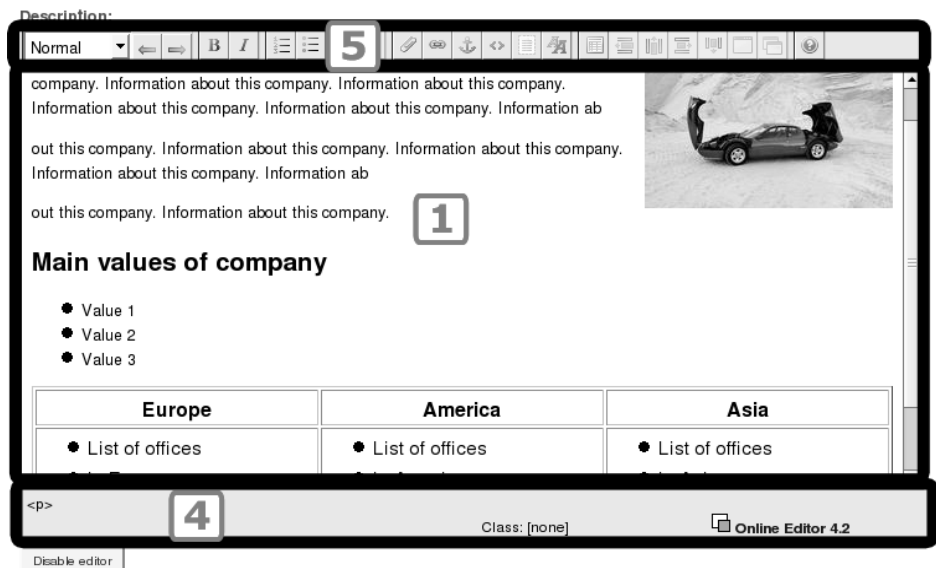 Description:
Normal B I 5
company. Information about this company. Information about this company.
Information about this company. Information about this company. Information ab
out this company. Information about this company. Information about this company.
Information about this company. Information ab
out this company. Information about this company.
1
Main values of company
Value 1
Value 2
Value 3
Europe America Asia
List of offices List of offices List of offices
<p>
4
Class: [none] Online Editor 4.2
Disable editor